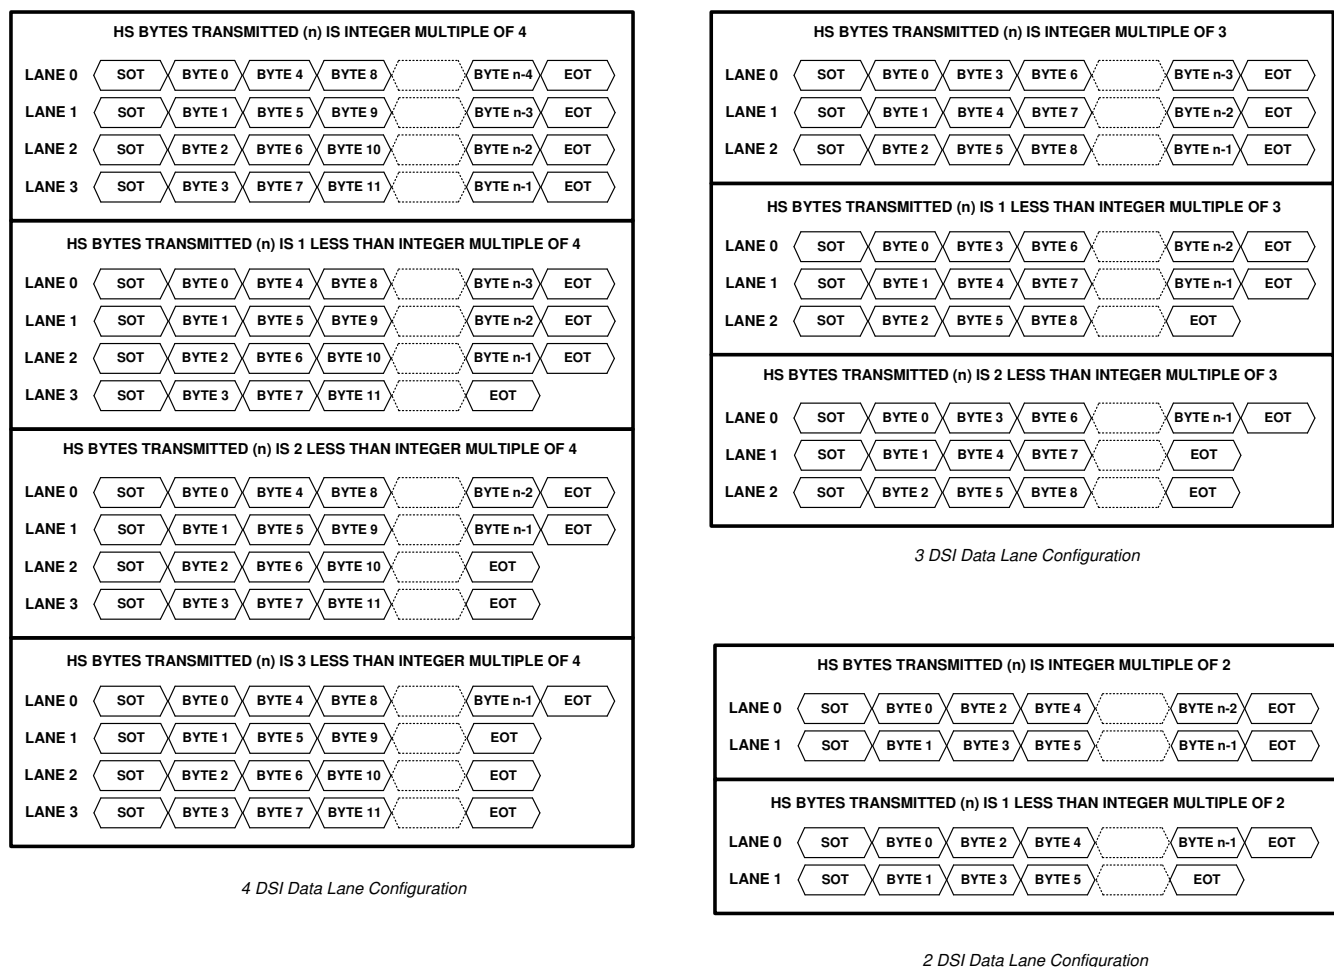 HS BYTES TRANSMITTED (n) IS INTEGER MULTIPLE OF 4
LANE 0 SOT BYTE 0 BYTE 4 BYTE 8 BYTE n-4 EOT
LANE 1 SOT BYTE 1 BYTE 5 BYTE 9 BYTE n-3 EOT
LANE 2 SOT BYTE 2 BYTE 6 BYTE 10 BYTE n-2 EOT
LANE 3 SOT BYTE 3 BYTE 7 BYTE 11 BYTE n-1 EOT
HS BYTES TRANSMITTED (n) IS 1 LESS THAN INTEGER MULTIPLE OF 4
LANE 0 SOT BYTE 0 BYTE 4 BYTE 8 BYTE n-3 EOT
LANE 1 SOT BYTE 1 BYTE 5 BYTE 9 BYTE n-2 EOT
LANE 2 SOT BYTE 2 BYTE 6 BYTE 10 BYTE n-1 EOT
LANE 3 SOT BYTE 3 BYTE 7 BYTE 11 EOT
HS BYTES TRANSMITTED (n) IS 2 LESS THAN INTEGER MULTIPLE OF 4
LANE 0 SOT BYTE 0 BYTE 4 BYTE 8 BYTE n-2 EOT
LANE 1 SOT BYTE 1 BYTE 5 BYTE 9 BYTE n-1 EOT
LANE 2 SOT BYTE 2 BYTE 6 BYTE 10 EOT
LANE 3 SOT BYTE 3 BYTE 7 BYTE 11 EOT
HS BYTES TRANSMITTED (n) IS 3 LESS THAN INTEGER MULTIPLE OF 4
LANE 0 SOT BYTE 0 BYTE 4 BYTE 8 BYTE n-1 EOT
LANE 1 SOT BYTE 1 BYTE 5 BYTE 9 EOT
LANE 2 SOT BYTE 2 BYTE 6 BYTE 10 EOT
LANE 3 SOT BYTE 3 BYTE 7 BYTE 11 EOT
4 DSI Data Lane Configuration
HS BYTES TRANSMITTED (n) IS INTEGER MULTIPLE OF 3
LANE 0 SOT BYTE 0 BYTE 3 BYTE 6 BYTE n-3 EOT
LANE 1 SOT BYTE 1 BYTE 4 BYTE 7 BYTE n-2 EOT
LANE 2 SOT BYTE 2 BYTE 5 BYTE 8 BYTE n-1 EOT
HS BYTES TRANSMITTED (n) IS 1 LESS THAN INTEGER MULTIPLE OF 3
LANE 0 SOT BYTE 0 BYTE 3 BYTE 6 BYTE n-2 EOT
LANE 1 SOT BYTE 1 BYTE 4 BYTE 7 BYTE n-1 EOT
LANE 2 SOT BYTE 2 BYTE 5 BYTE 8 EOT
HS BYTES TRANSMITTED (n) IS 2 LESS THAN INTEGER MULTIPLE OF 3
LANE 0 SOT BYTE 0 BYTE 3 BYTE 6 BYTE n-1 EOT
LANE 1 SOT BYTE 1 BYTE 4 BYTE 7 EOT
LANE 2 SOT BYTE 2 BYTE 5 BYTE 8 EOT
3 DSI Data Lane Configuration
HS BYTES TRANSMITTED (n) IS INTEGER MULTIPLE OF 2
LANE 0 SOT BYTE 0 BYTE 2 BYTE 4 BYTE n-2 EOT
LANE 1 SOT BYTE 1 BYTE 3 BYTE 5 BYTE n-1 EOT
HS BYTES TRANSMITTED (n) IS 1 LESS THAN INTEGER MULTIPLE OF 2
LANE 0 SOT BYTE 0 BYTE 2 BYTE 4 BYTE n-1 EOT
LANE 1 SOT BYTE 1 BYTE 3 BYTE 5 EOT
2 DSI Data Lane Configuration